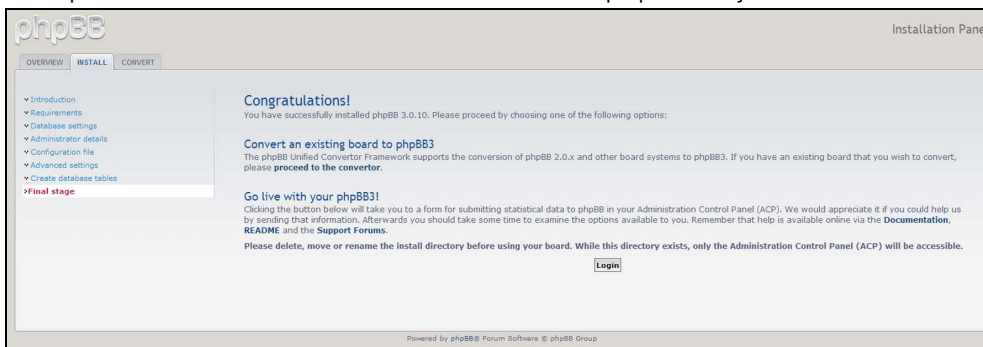 phpBB
Installation Pane
OVERVIEW INSTALL CONVERT
Introduction
Requirements
Database settings
Administrator details
Configuration file
Advanced settings
Create database tables
Final stage
Congratulations!
You have successfully installed phpBB 3.0.10. Please proceed by choosing one of the following options:
Convert an existing board to phpBB3
The phpBB Unified Convertor Framework supports the conversion of phpBB 2.0.x and other board systems to phpBB3. If you have an existing board that you wish to convert,
please proceed to the convertor.
Go live with your phpBB3!
Clicking the button below will take you to a form for submitting statistical data to phpBB in your Administration Control Panel (ACP). We would appreciate it if you could help us
by sending that information. Afterwards you should take some time to examine the options available to you. Remember that help is available online via the Documentation,
README and the Support Forums.
Please delete, move or rename the install directory before using your board. While this directory exists, only the Administration Control Panel (ACP) will be accessible.
Login
Powered by phpBB® Forum Software © phpBB Group